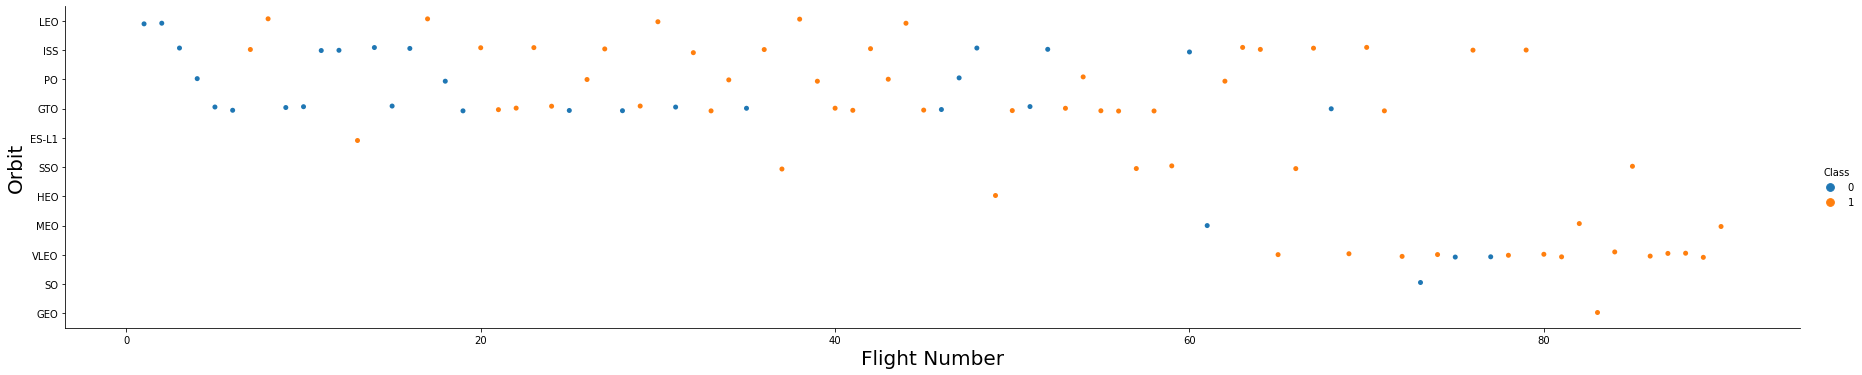 LEO
ISS
PO
GTO
ES-L1
SSO
HEO
MEO
VLEO
SO
GEO
Orbit
0
20
40
60
80
Flight Number
Class
0
1